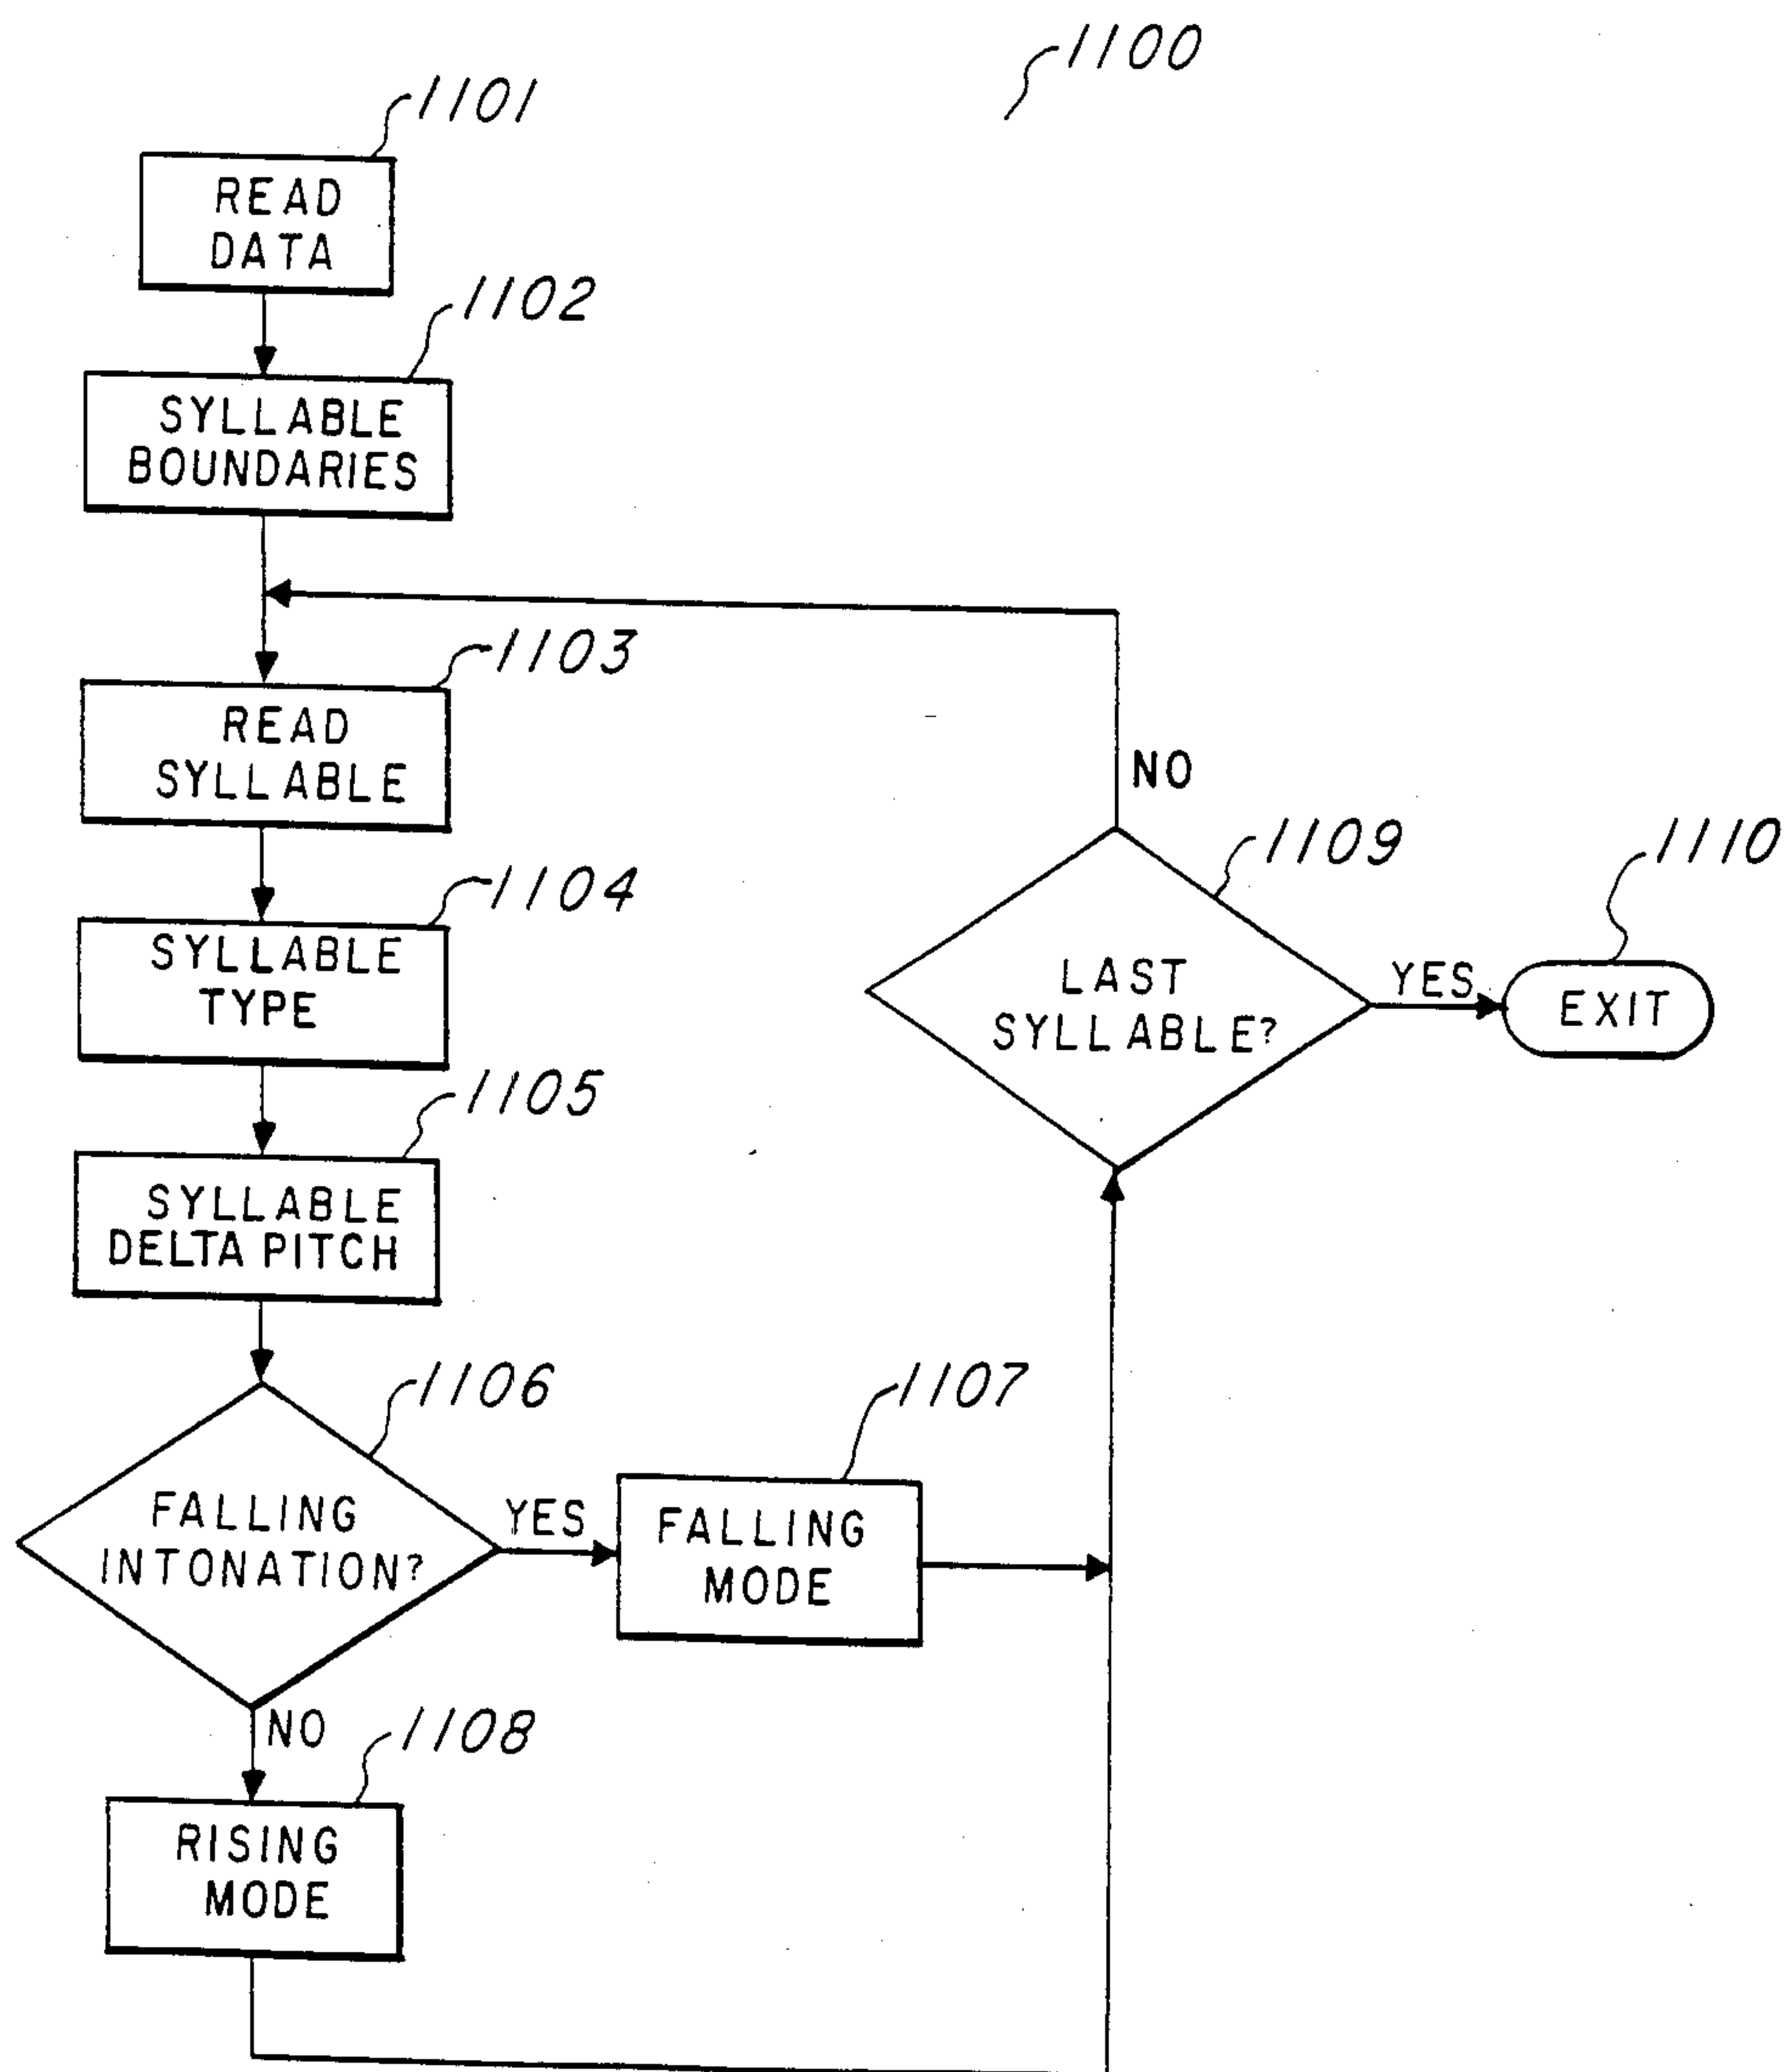 1100
1101
READ
DATA
1102
SYLLABLE
BOUNDARIES
1103
READ
SYLLABLE
1104
SYLLABLE
TYPE
1105
SYLLABLE
DELTA PITCH
1106
FALLING
INTONATION?
YES
1107
FALLING
MODE
NO
1108
RISING
MODE
1109
LAST
SYLLABLE?
NO
YES
1110
EXIT